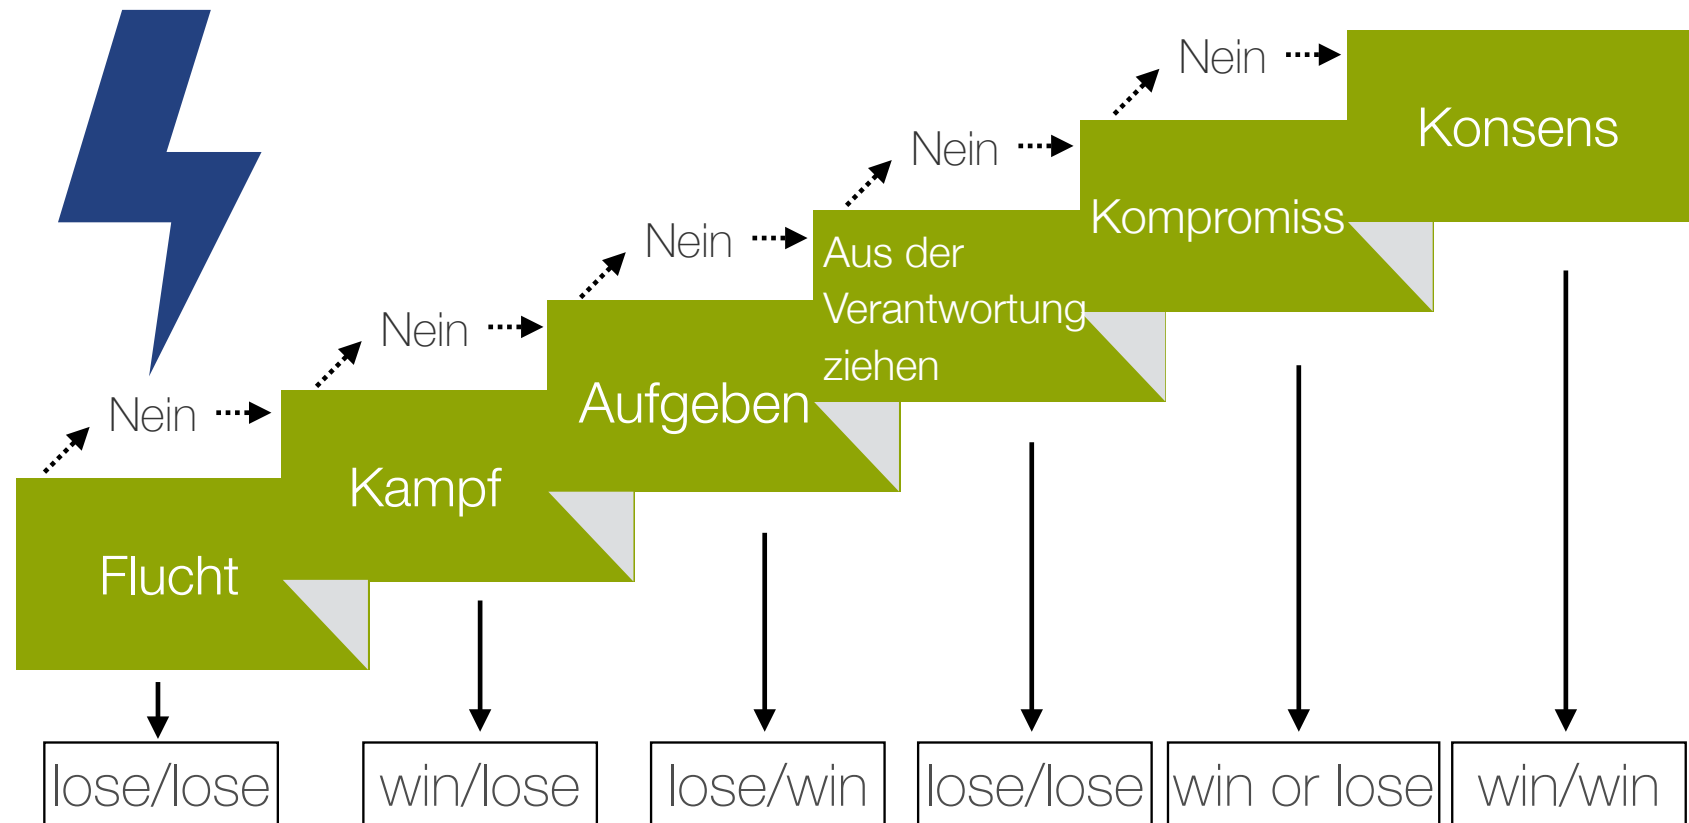 Nein
Konsens
Nein
Kompromiss
Nein
Aus der
Verantwortung
ziehen
Nein
Aufgeben
Nein
Kampf
Flucht
lose/lose
win/lose
lose/win
lose/lose
win or lose
win/win